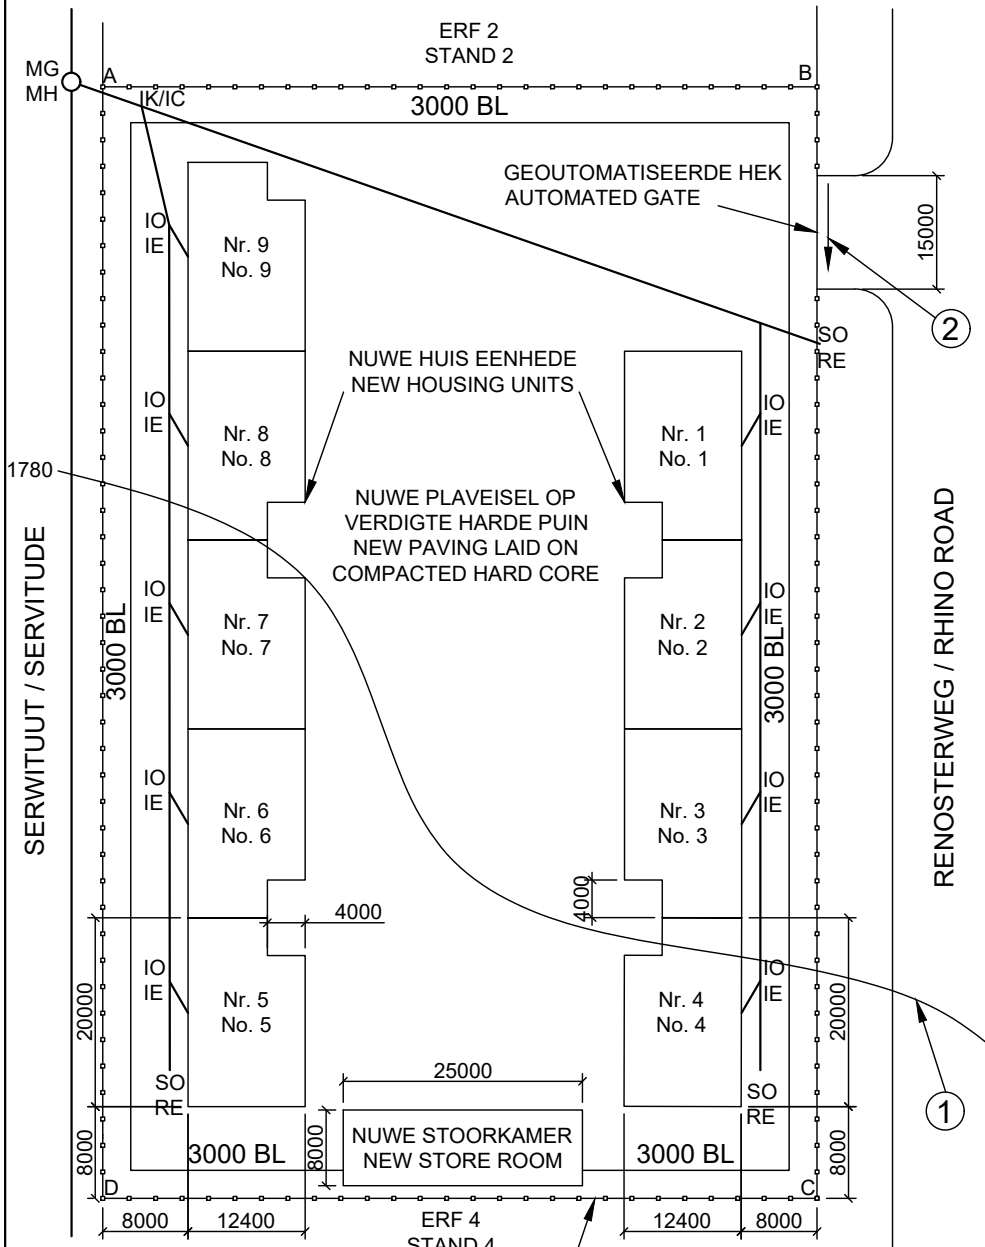 ERF 2
STAND 2
MG
MH
A
B
IK/IC
3000 BL
GEOUTOMATISEERDE HEK
AUTOMATED GATE
15000
2
IO
IE
Nr. 9
No. 9
SO
RE
NUWE HUIS EENHEDE
NEW HOUSING UNITS
IO
IE
Nr. 8
No. 8
Nr. 1
No. 1
IO
IE
1780
NUWE PLAVEISEL OP
VERDIGTE HARDE PUIN
NEW PAVING LAID ON
COMPACTED HARD CORE
SERWITUUT / SERVITUDE
RENOSTERWEG / RHINO ROAD
3000 BL
IO
IE
Nr. 7
No. 7
Nr. 2
No. 2
IO
IE
3000 BL
IO
IE
Nr. 6
No. 6
Nr. 3
No. 3
IO
IE
4000
4000
20000
IO
IE
Nr. 5
No. 5
Nr. 4
No. 4
IO
IE
20000
1
SO
RE
25000
SO
RE
8000
3000 BL
8000
NUWE STOORKAMER
NEW STORE ROOM
3000 BL
8000
D
C
8000
12400
ERF 4
STAND 4
12400
8000